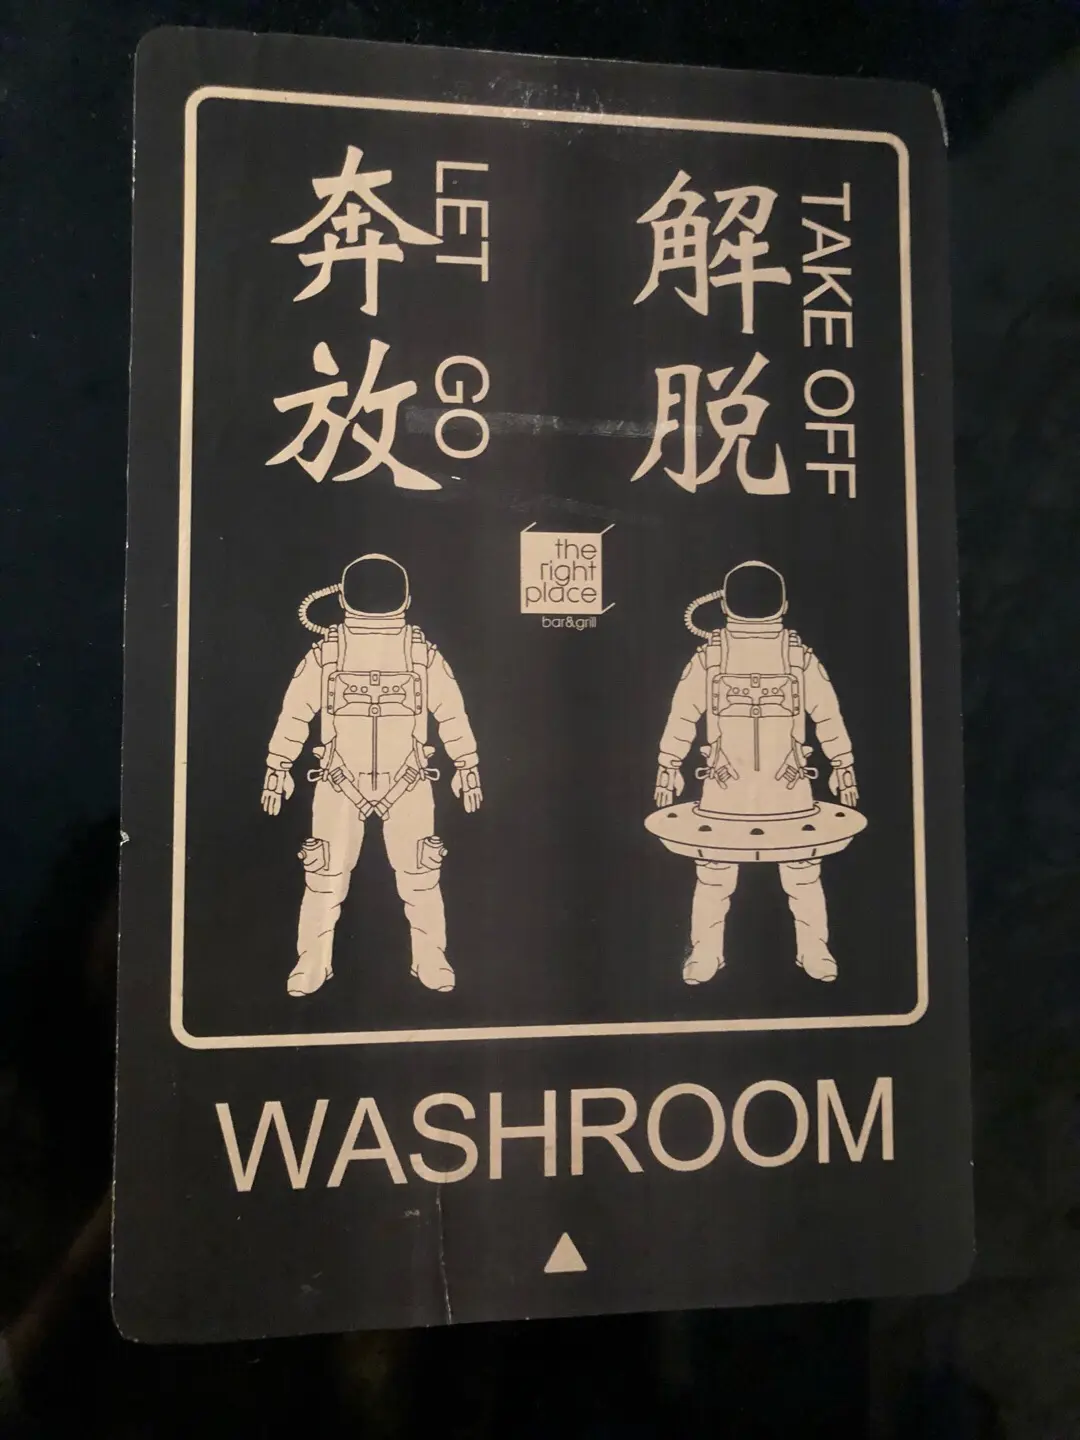 解脱
TAKE OFF
奔放
LET GO
the
right
place
bar&grill
WASHROOM